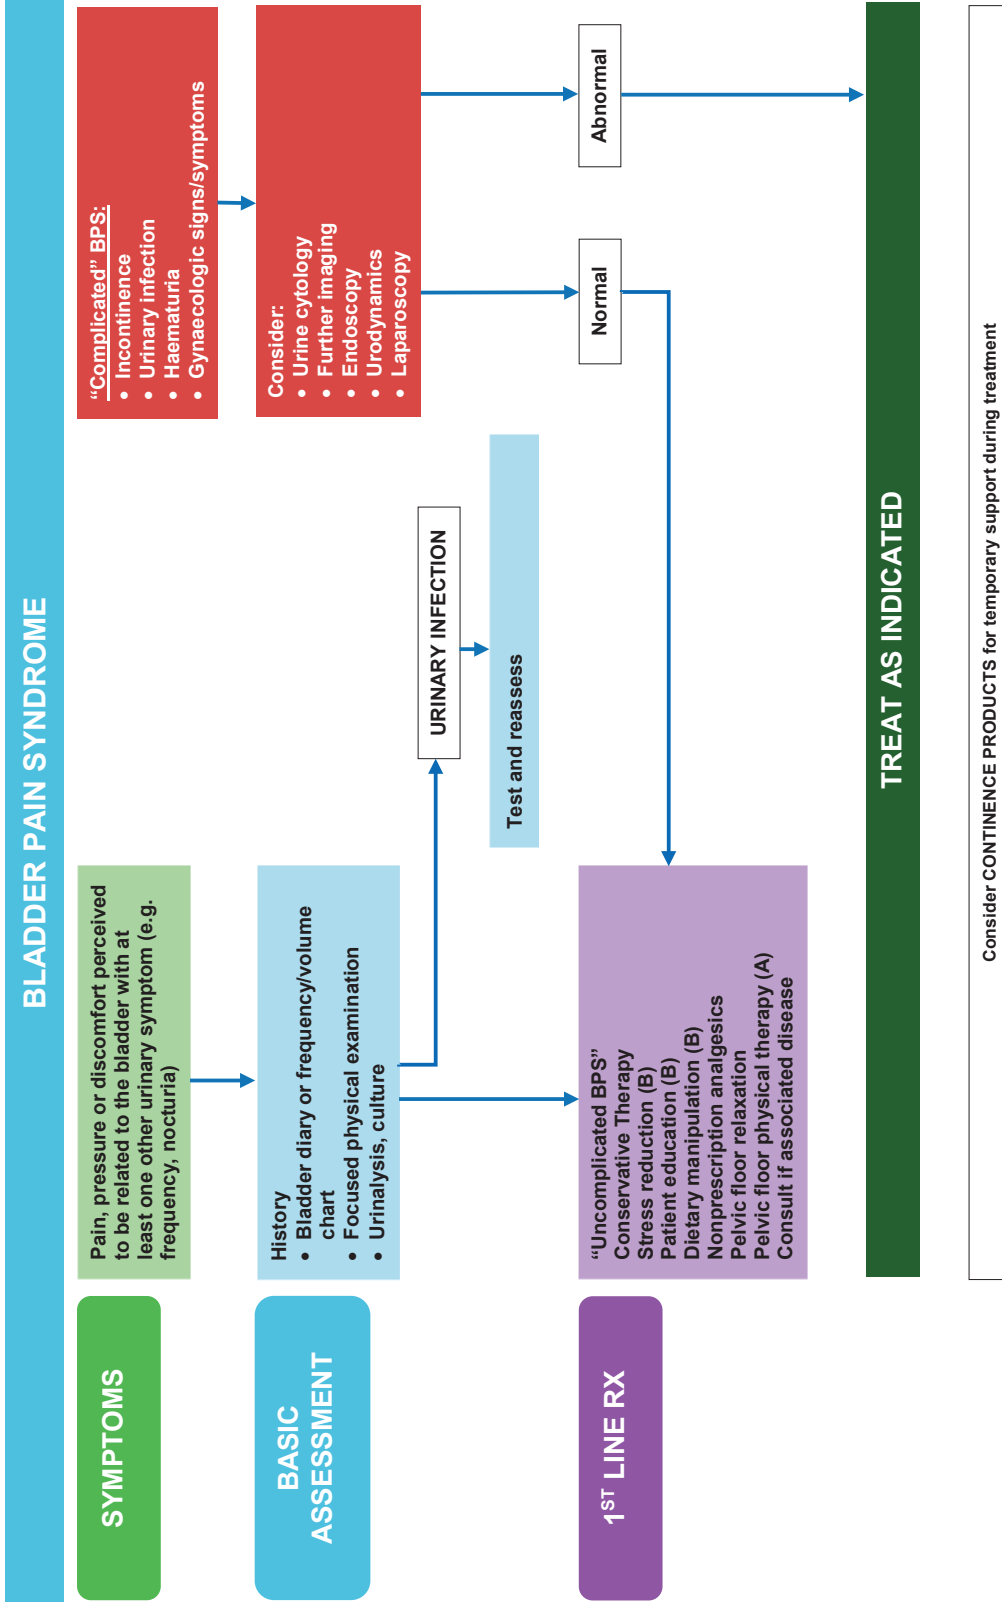 BLADDER PAIN SYNDROME
SYMPTOMS
Pain, pressure or discomfort perceived
to be related to the bladder with at
least one other urinary symptom (e.g.
frequency, nocturia)
“Complicated” BPS:
• Incontinence
• Urinary infection
• Haematuria
• Gynaecologic signs/symptoms
BASIC
ASSESSMENT
History
• Bladder diary or frequency/volume
chart
• Focused physical examination
• Urinalysis, culture
Consider:
• Urine cytology
• Further imaging
• Endoscopy
• Urodynamics
• Laparoscopy
URINARY INFECTION
Test and reassess
Normal
Abnormal
1ST LINE RX
“Uncomplicated BPS”
Conservative Therapy
Stress reduction (B)
Patient education (B)
Dietary manipulation (B)
Nonprescription analgesics
Pelvic floor relaxation
Pelvic floor physical therapy (A)
Consult if associated disease
TREAT AS INDICATED
Consider CONTINENCE PRODUCTS for temporary support during treatment